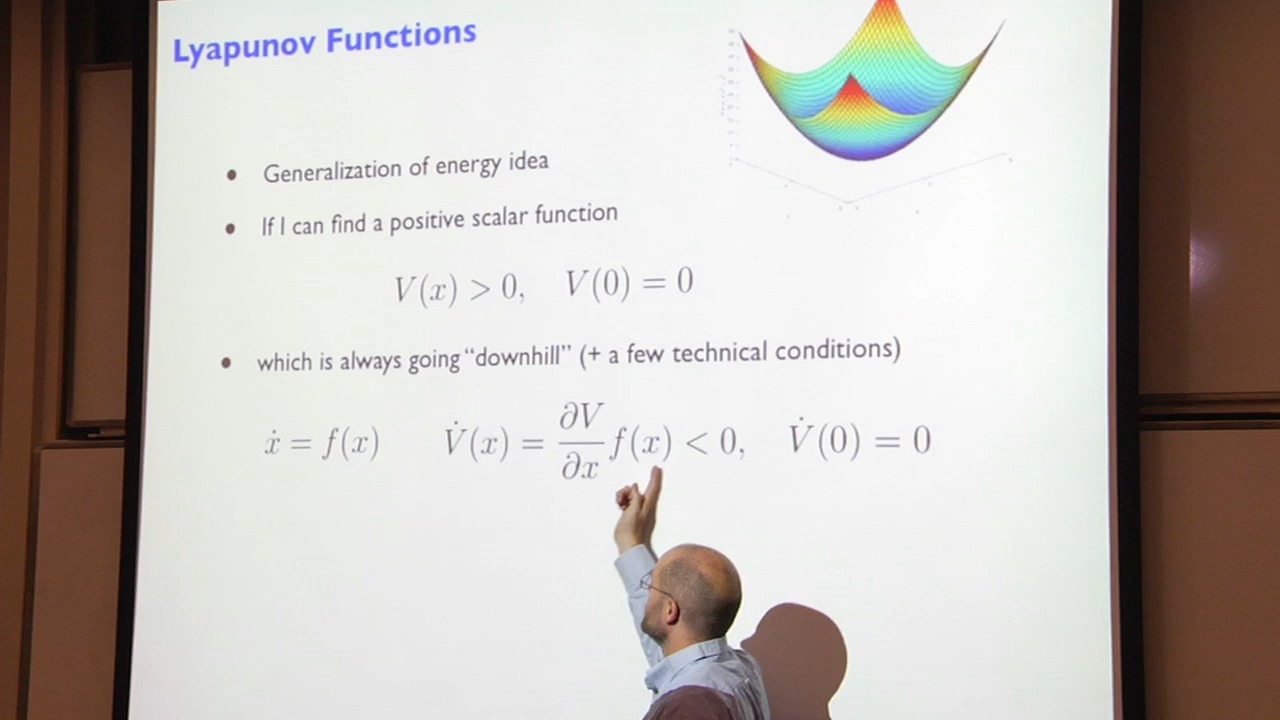 Lyapunov Functions
• Generalization of energy idea
• If I can find a positive scalar function
V(x) > 0, V(0) = 0
• which is always going “downhill” (+ a few technical conditions)
ẋ = f(x) V̇(x) = ∂V/∂x f(x) < 0, V̇(0) = 0